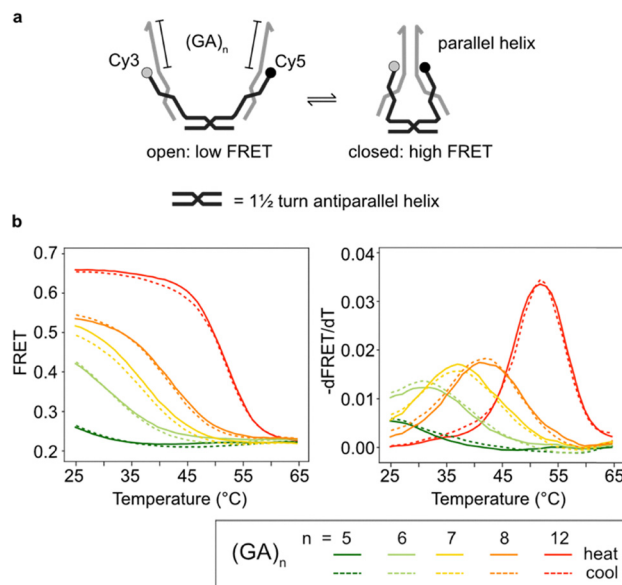 a
(GA)n
Cy3
Cy5
parallel helix
open: low FRET
closed: high FRET
= 1½ turn antiparallel helix
b
0.7
0.6
0.5
0.4
0.3
0.2
FRET
25 35 45 55 65
Temperature (°C)
0.04
0.03
0.02
0.01
0.00
-dFRET/dT
25 35 45 55 65
Temperature (°C)
n = 5 6 7 8 12
(GA)n
heat
cool